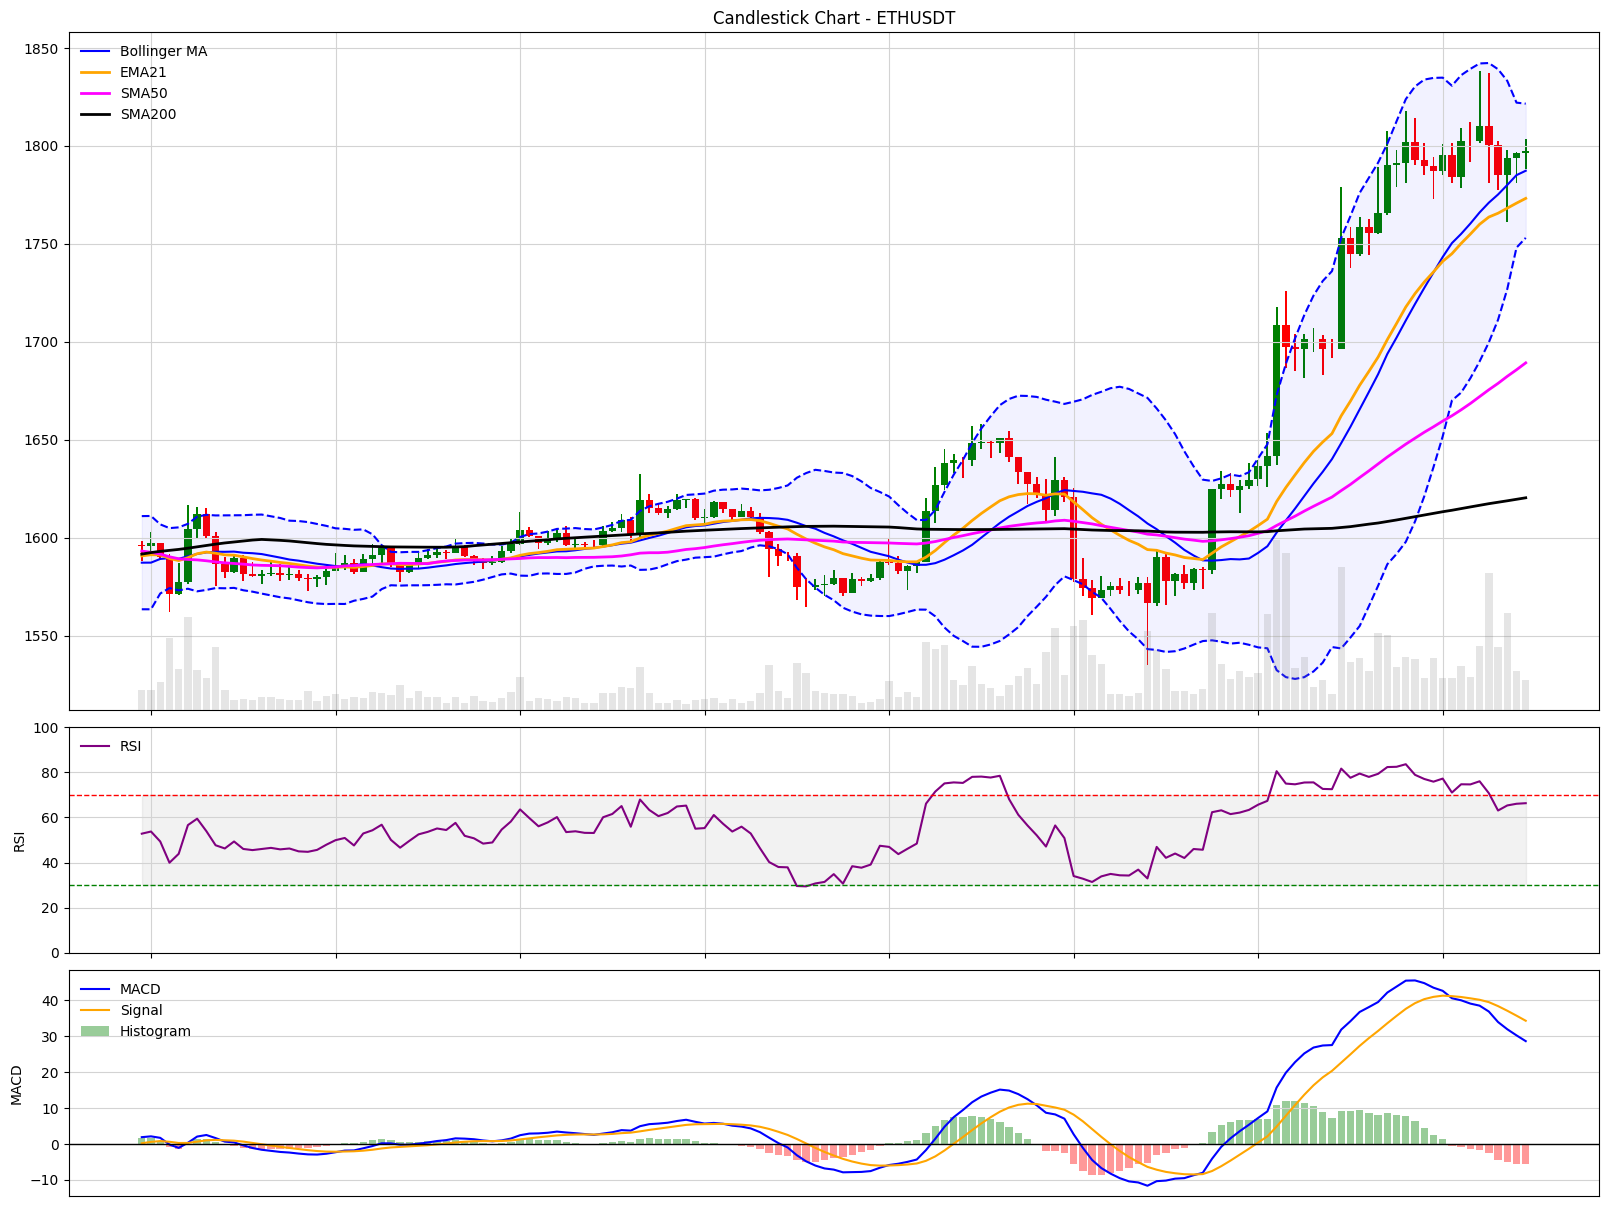 Candlestick Chart - ETHUSDT
1850
1800
1750
1700
1650
1600
1550
Bollinger MA
EMA21
SMA50
SMA200
100
80
60
40
20
0
RSI
RSI
40
30
20
10
0
−10
MACD
MACD
Signal
Histogram